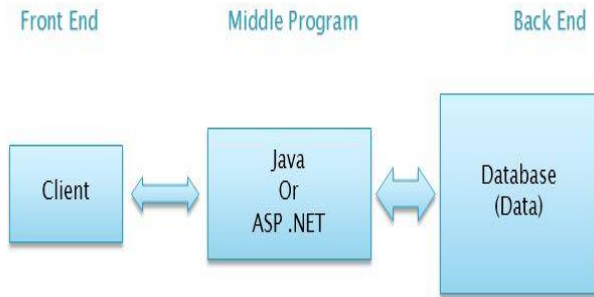 Front End
Middle Program
Back End
Client
Java
Or
ASP .NET
Database
(Data)